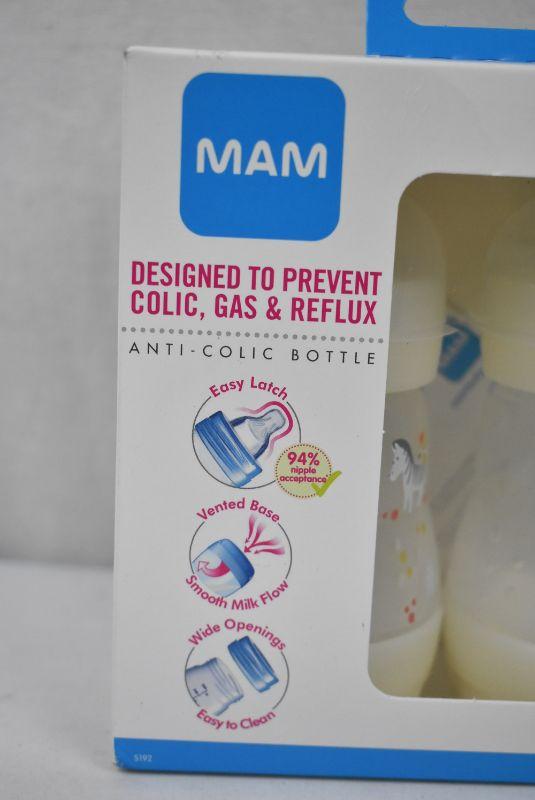 MAM
DESIGNED TO PREVENT
COLIC, GAS & REFLUX
ANTI-COLIC BOTTLE
Easy Latch
94%
nipple
acceptance
Vented Base
Smooth Milk Flow
Wide Openings
Easy to Clean
5192